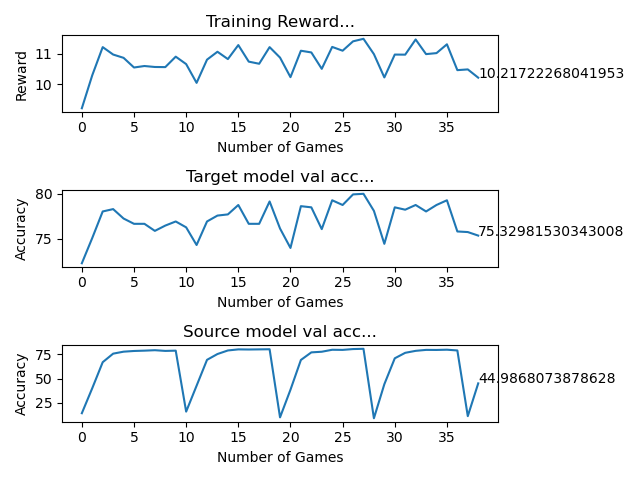 Training Reward...
11
10
Reward
10.21722268041953
0 5 10 15 20 25 30 35
Number of Games
Target model val acc...
80
75
Accuracy
75.32981530343008
0 5 10 15 20 25 30 35
Number of Games
Source model val acc...
75
50
25
Accuracy
44.9868073878628
0 5 10 15 20 25 30 35
Number of Games